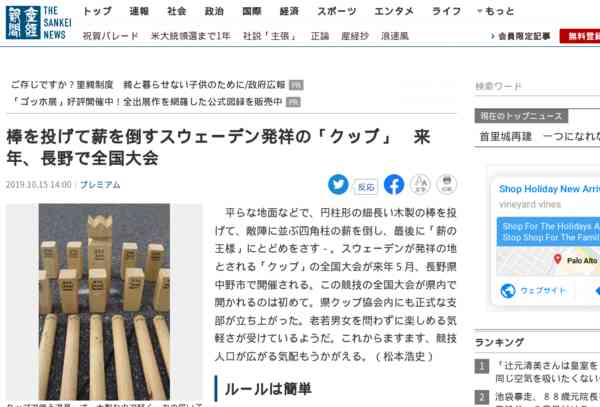 産経新聞
THE SANKEI NEWS
トップ 速報 社会 政治 国際 経済 スポーツ エンタメ ライフ もっと
祝賀パレード 米大統領選まで1年 社説「主張」 正論 産経抄 浪速風
会員限定記事
無料登録
ご存じですか？里親制度 親と暮らせない子供のために/政府広報 PR
「ゴッホ展」好評開催中！全出展作を網羅した公式図録を販売中 PR
検索ワード
現在のトップニュース
首里城再建 一つになれな
棒を投げて薪を倒すスウェーデン発祥の「クップ」 来
年、長野で全国大会
2019.10.15 14:00 プレミアム
反応
文字
印刷
平らな地面などで、円柱形の細長い木製の棒を投
げて、敵陣に並ぶ四角柱の薪を倒し、最後に「薪の
王様」にとどめをさす－。スウェーデンが発祥の地
とされる「クップ」の全国大会が来年５月、長野県
中野市で開催される。この競技の全国大会が県内で
開かれるのは初めて。県クップ協会内にも正式な支
部が立ち上がった。老若男女を問わずに楽しめる気
軽さが受けているようだ。これからますます、競技
人口が広がる気配もうかがえる。（松本浩史）
ルールは簡単
Shop Holiday New Arriv
vineyard vines
Shop For The Holidays A
Stop Shop For The Famil
Palo Alto
ウェブサイト
ランキング
1 「辻元清美さんは皇室を
同じ空気を吸いたくない
2 池袋暴走、８８歳元院長を